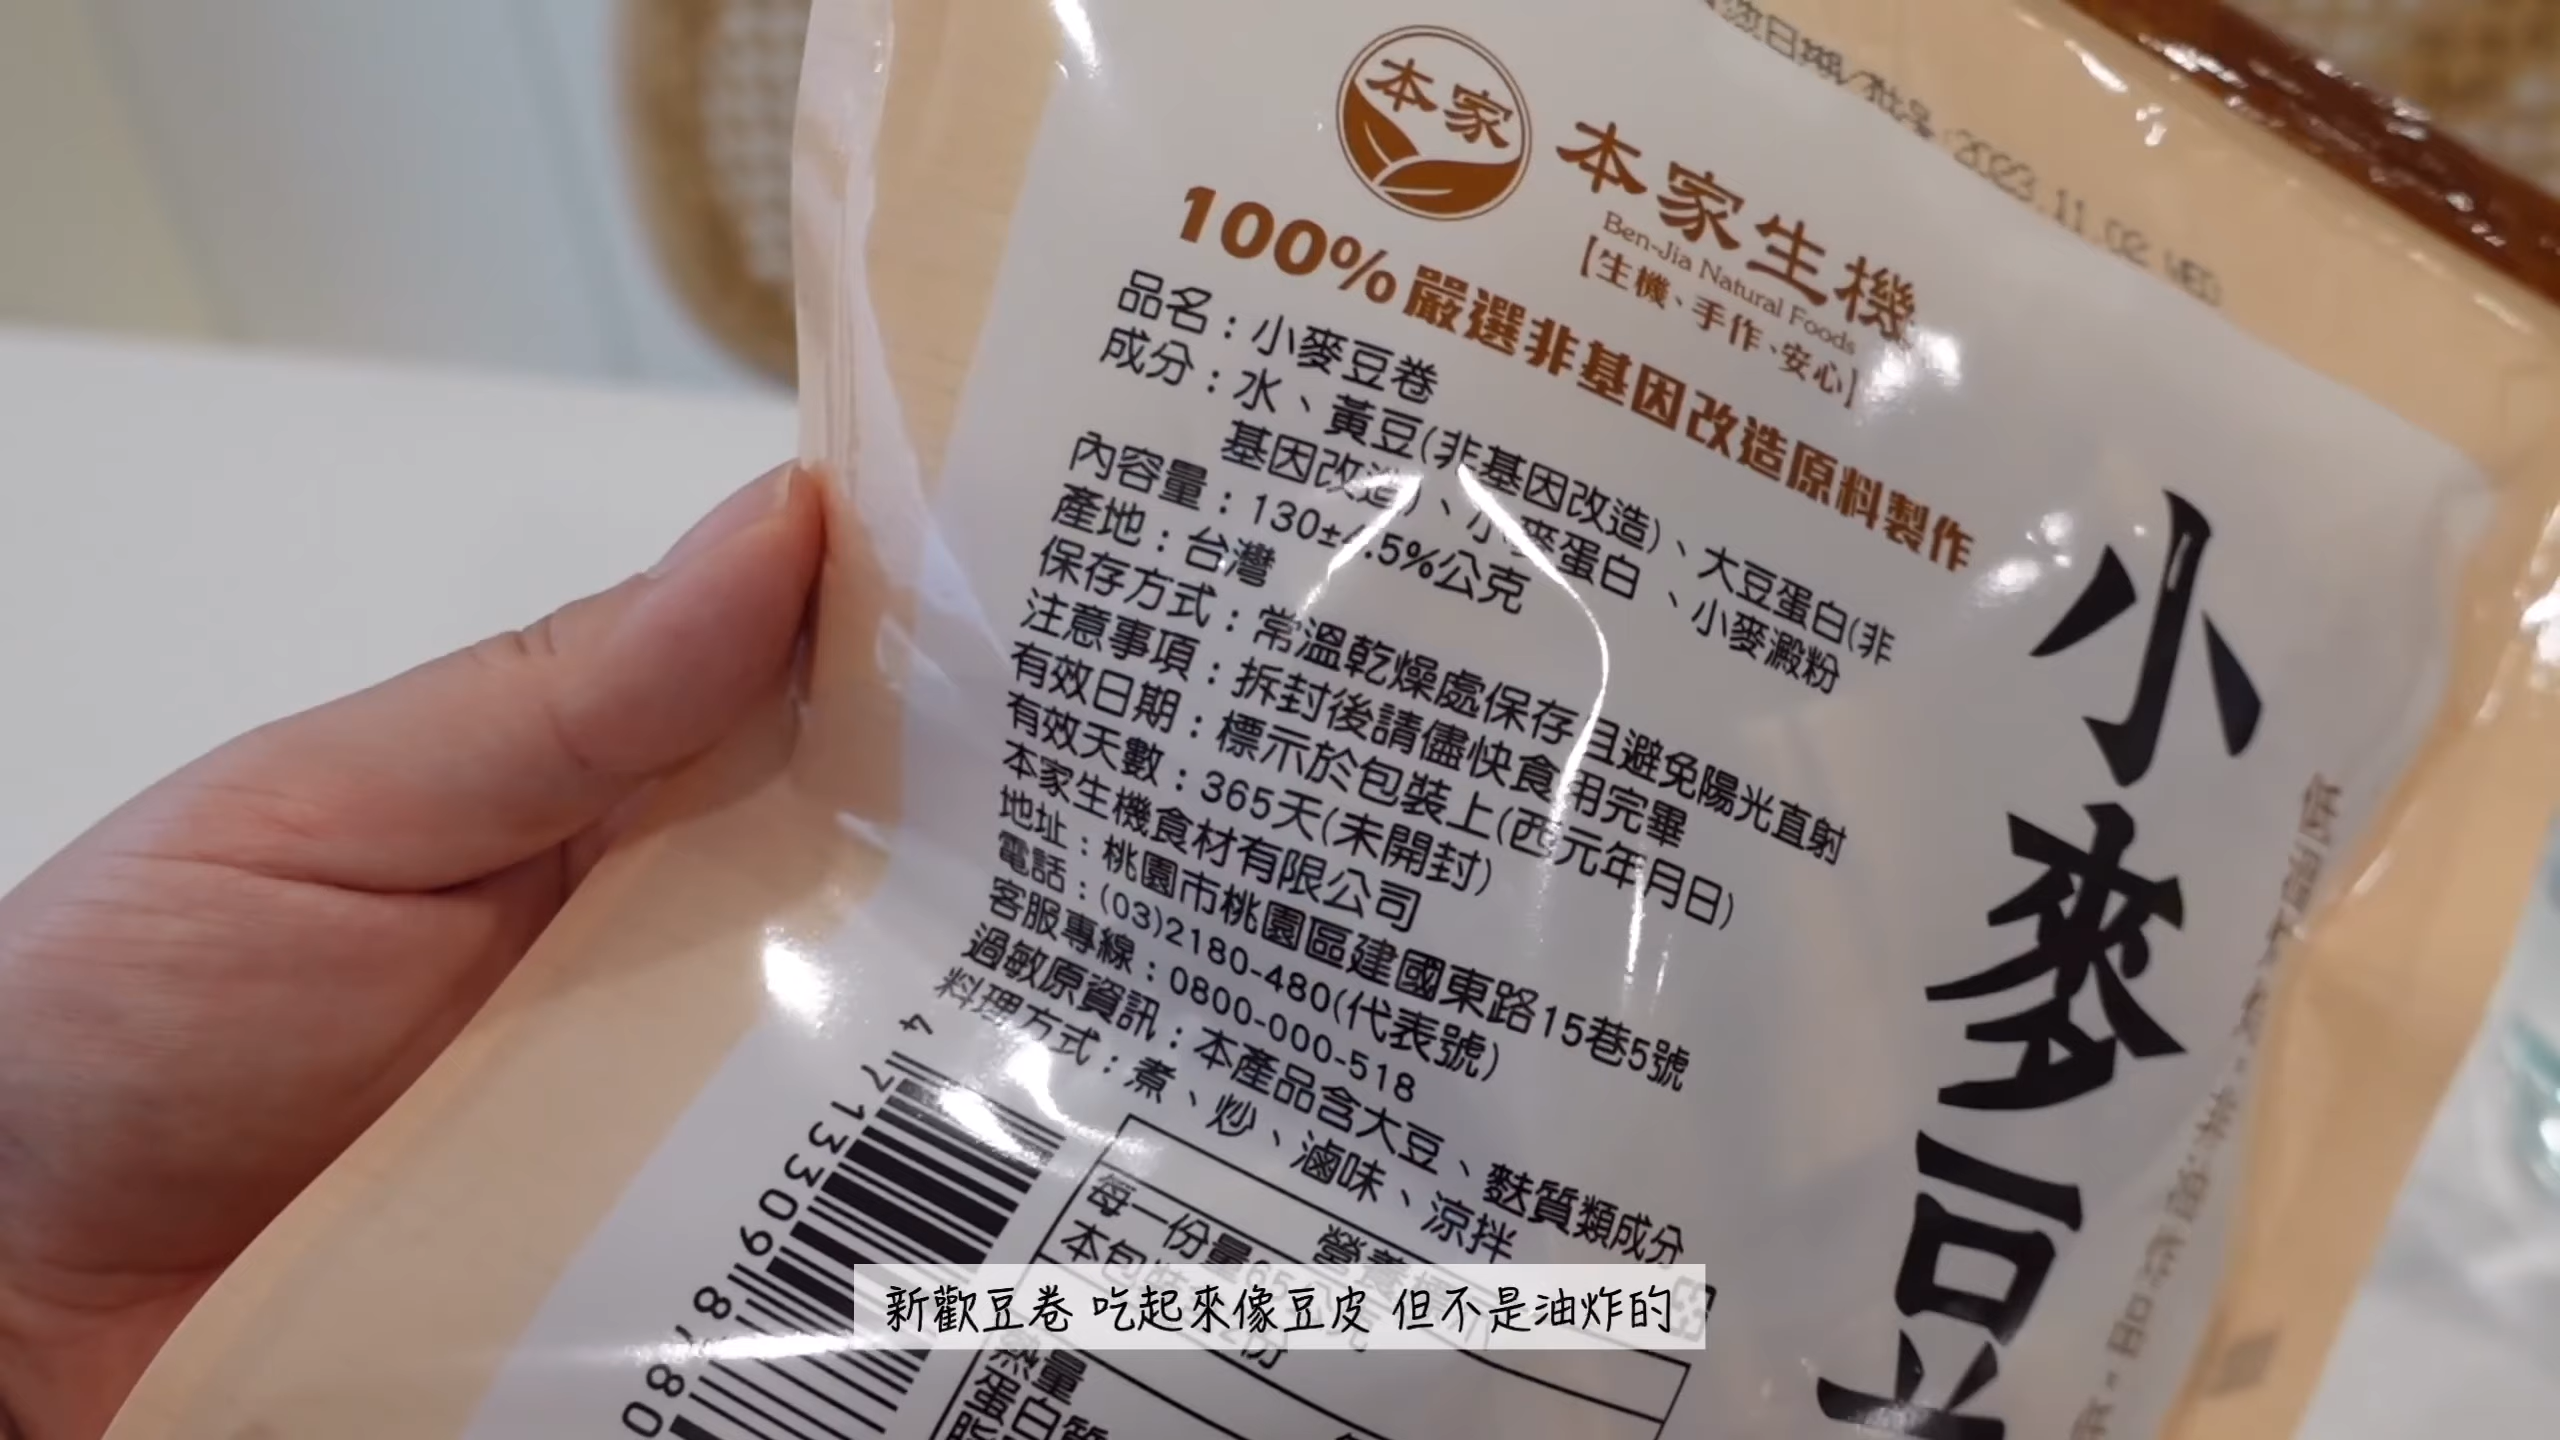 本家
本家生機
Ben-Jia Natural Foods
【生機、手作、安心】
100%嚴選非基因改造原料製作
品名：小麥豆卷
成分：水、黃豆(非基因改造)、大豆蛋白(非
基因改造)、小麥蛋白、小麥澱粉
內容量：130±4.5%公克
產地：台灣
保存方式：常溫乾燥處保存且避免陽光直射
注意事項：拆封後請儘快食用完畢
有效日期：標示於包裝上(西元年月日)
有效天數：365天(未開封)
本家生機食材有限公司
地址：桃園市桃園區建國東路15巷5號
電話：(03)2180-480(代表號)
客服專線：0800-000-518
過敏原資訊：本產品含大豆、麩質類成分
料理方式：煮、炒、滷味、涼拌
營養標示
每一份量65公克
本包裝
熱量
蛋白質
小麥豆
2023.11.02 WED
4 713309 8780
新歡豆卷 吃起來像豆皮 但不是油炸的